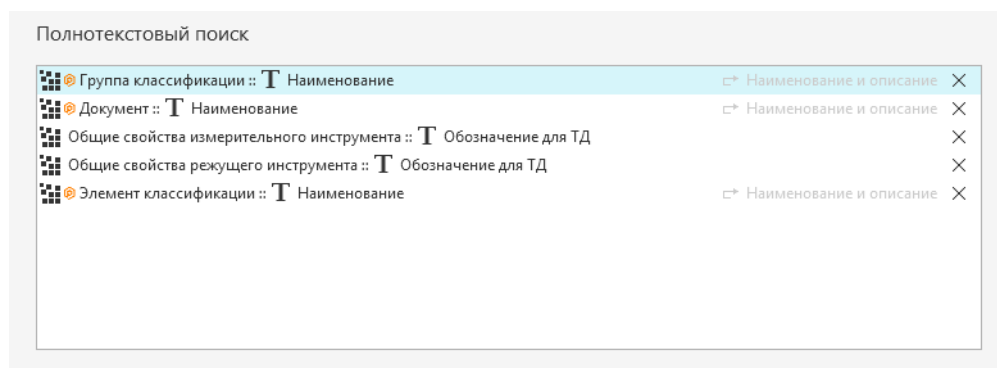 Полнотекстовый поиск
Группа классификации :: T Наименование Наименование и описание
Документ :: T Наименование Наименование и описание
Общие свойства измерительного инструмента :: T Обозначение для ТД
Общие свойства режущего инструмента :: T Обозначение для ТД
Элемент классификации :: T Наименование Наименование и описание